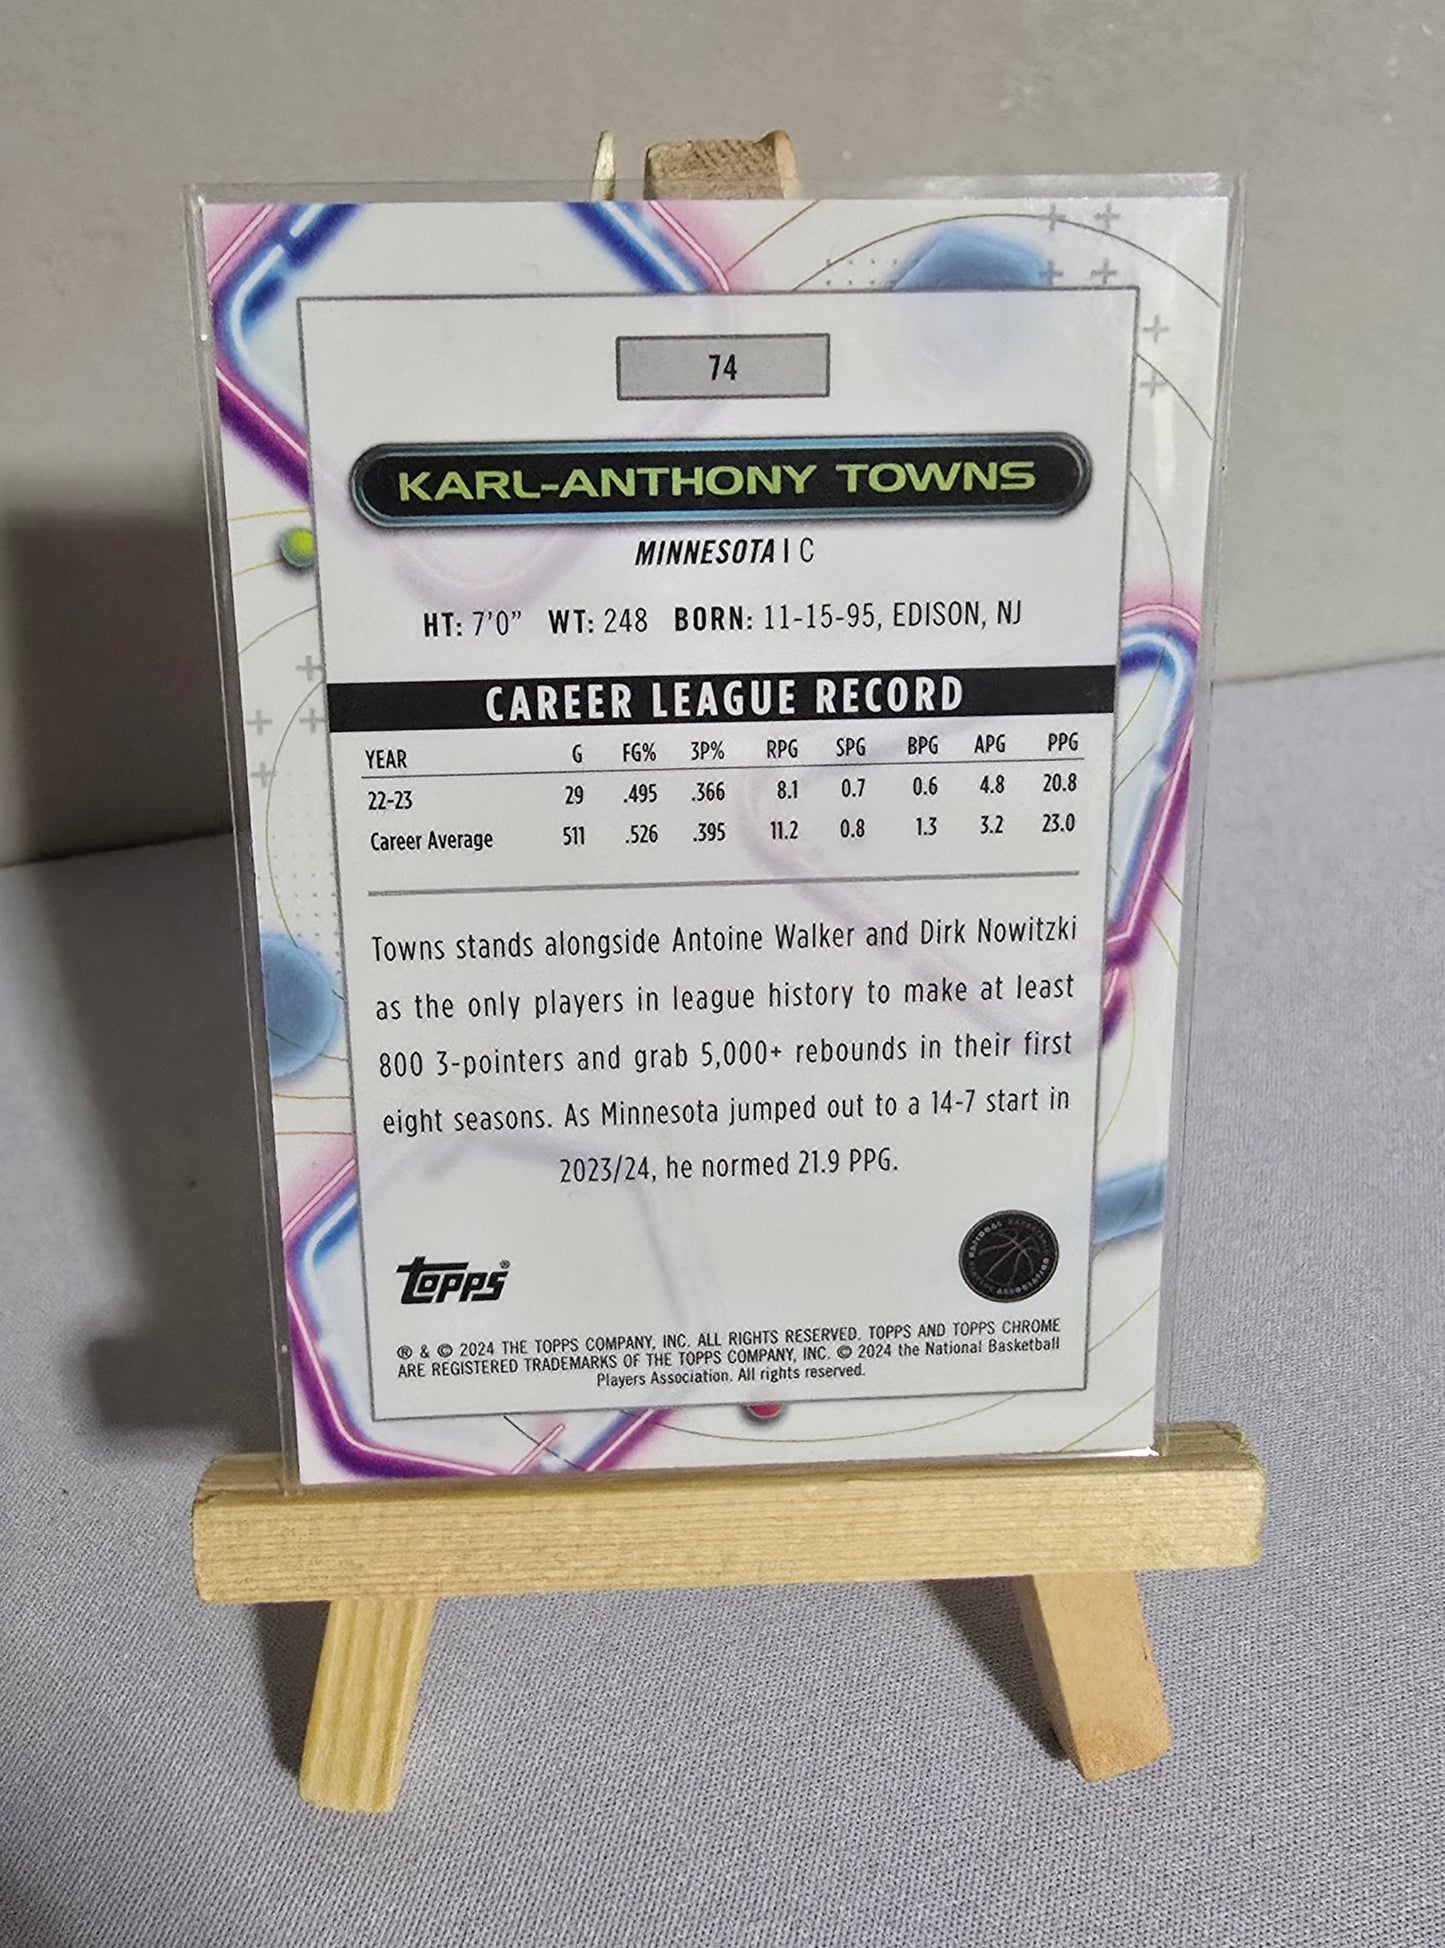 74
KARL-ANTHONY TOWNS
MINNESOTA | C
HT: 7'0" WT: 248 BORN: 11-15-95, EDISON, NJ
CAREER LEAGUE RECORD
YEAR G FG% 3P% RPG SPG BPG APG PPG
22-23 29 .495 .366 8.1 0.7 0.6 4.8 20.8
Career Average 511 .526 .395 11.2 0.8 1.3 3.2 23.0
Towns stands alongside Antoine Walker and Dirk Nowitzki
as the only players in league history to make at least
800 3-pointers and grab 5,000+ rebounds in their first
eight seasons. As Minnesota jumped out to a 14-7 start in
2023/24, he normed 21.9 PPG.
topps®
NATIONAL BASKETBALL PLAYERS ASSOCIATION
® & © 2024 THE TOPPS COMPANY, INC. ALL RIGHTS RESERVED. TOPPS AND TOPPS CHROME
ARE REGISTERED TRADEMARKS OF THE TOPPS COMPANY, INC. © 2024 the National Basketball
Players Association. All rights reserved.